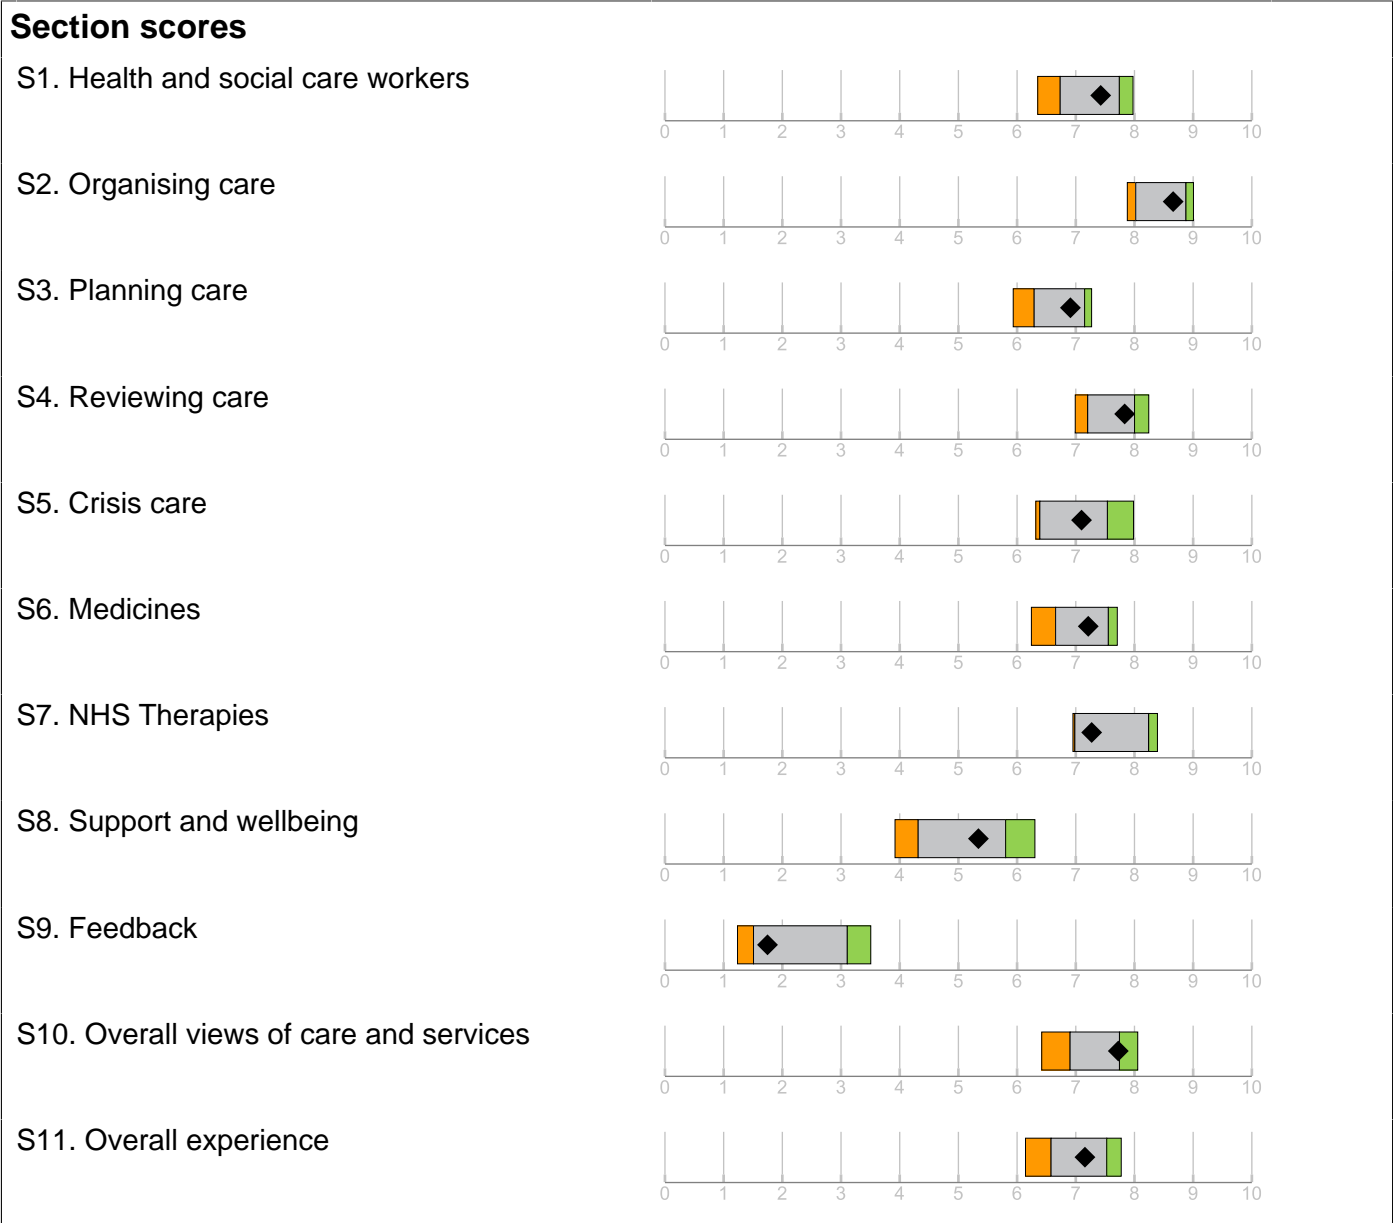 Section scores
S1. Health and social care workers
0 1 2 3 4 5 6 7 8 9 10
S2. Organising care
0 1 2 3 4 5 6 7 8 9 10
S3. Planning care
0 1 2 3 4 5 6 7 8 9 10
S4. Reviewing care
0 1 2 3 4 5 6 7 8 9 10
S5. Crisis care
0 1 2 3 4 5 6 7 8 9 10
S6. Medicines
0 1 2 3 4 5 6 7 8 9 10
S7. NHS Therapies
0 1 2 3 4 5 6 7 8 9 10
S8. Support and wellbeing
0 1 2 3 4 5 6 7 8 9 10
S9. Feedback
0 1 2 3 4 5 6 7 8 9 10
S10. Overall views of care and services
0 1 2 3 4 5 6 7 8 9 10
S11. Overall experience
0 1 2 3 4 5 6 7 8 9 10